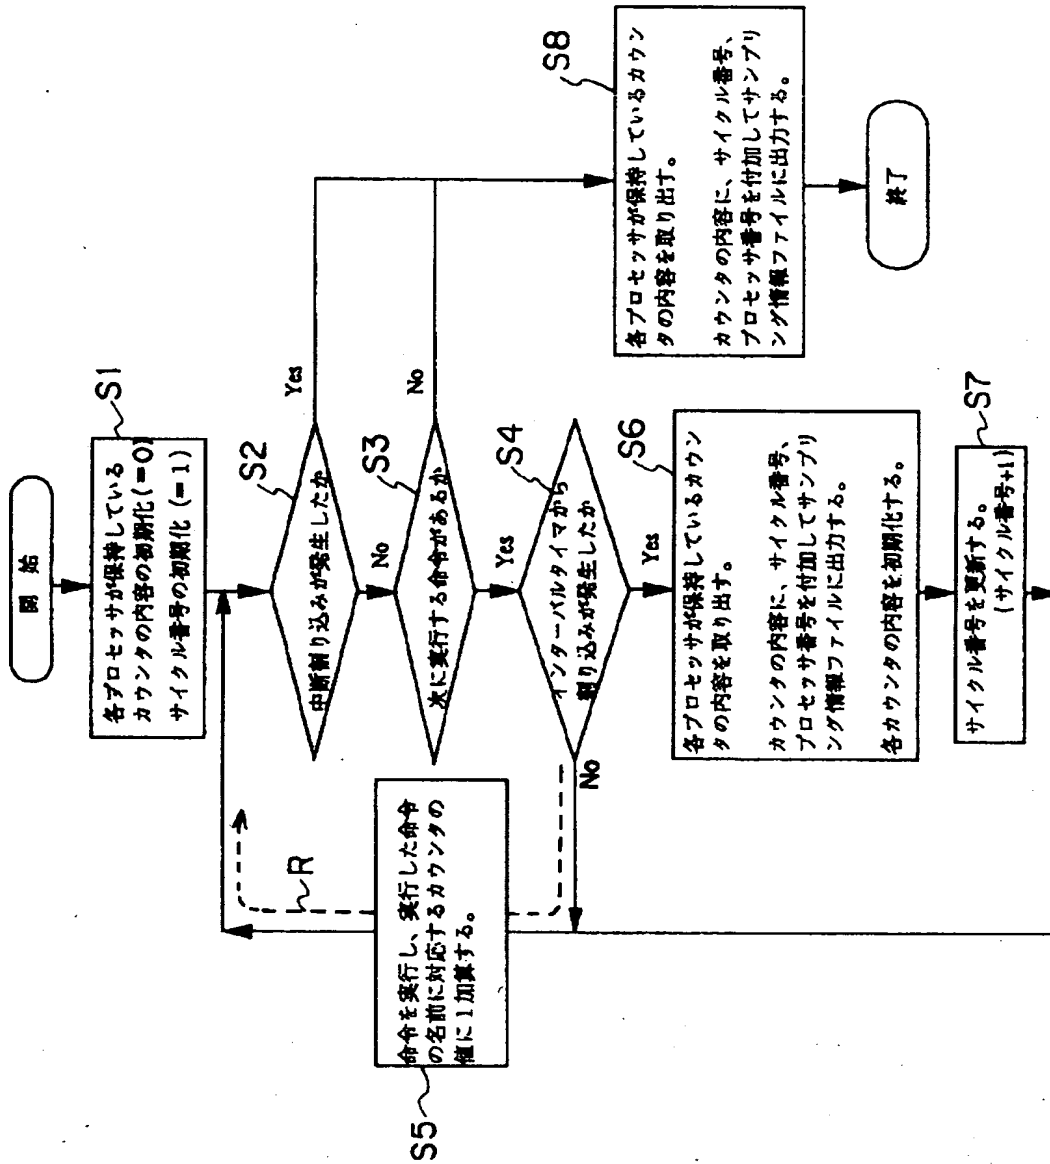 開始
S1
各プロセッサが保持している
カウンタの内容の初期化(=0)
サイクル番号の初期化(=1)
S2
中断割り込みが発生したか
Yes
No
S3
次に実行する命令があるか
No
Yes
S4
インターバルタイマから
割り込みが発生したか
No
Yes
S5
命令を実行し、実行した命令
の名前に対応するカウンタの
値に1加算する。
R
S6
各プロセッサが保持しているカウン
タの内容を取り出す。
カウンタの内容に、サイクル番号、
プロセッサ番号を付加してサンプリ
ング情報ファイルに出力する。
各カウンタの内容を初期化する。
S7
サイクル番号を更新する。
(サイクル番号+1)
S8
各プロセッサが保持しているカウン
タの内容を取り出す。
カウンタの内容に、サイクル番号、
プロセッサ番号を付加してサンプリ
ング情報ファイルに出力する。
終了